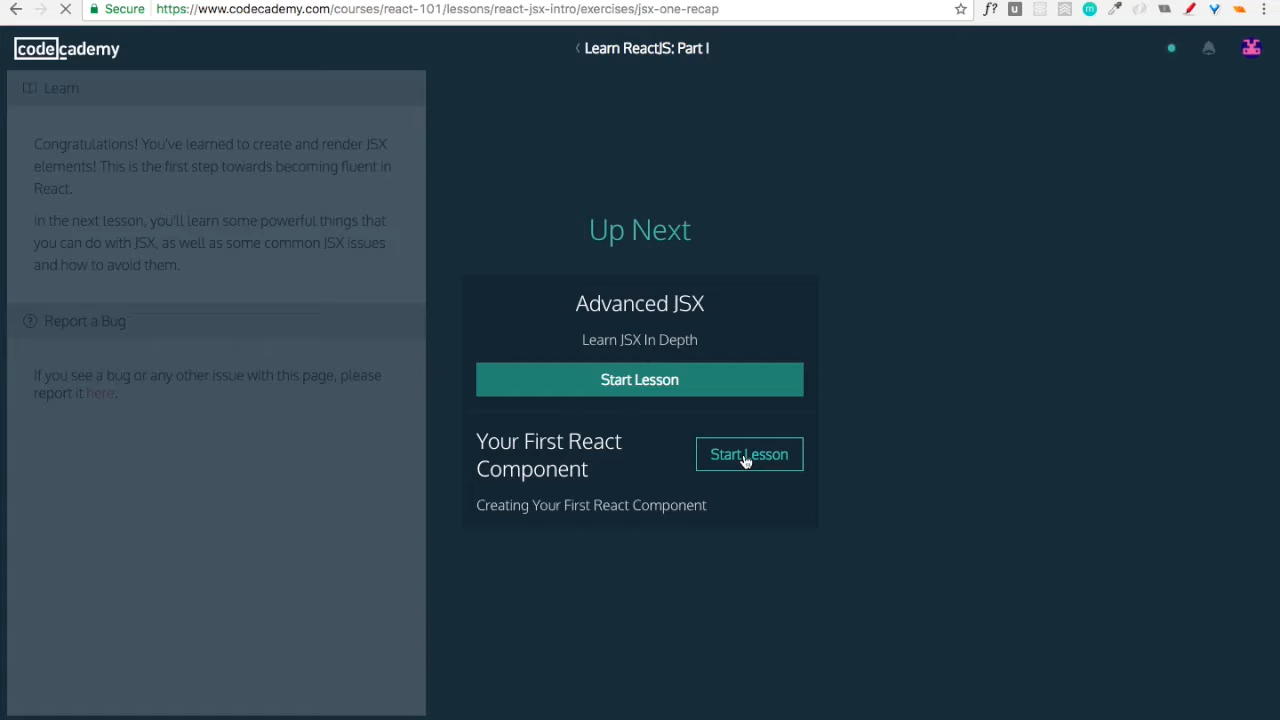 Secure https://www.codecademy.com/courses/react-101/lessons/react-jsx-intro/exercises/jsx-one-recap
codecademy
Learn ReactJS: Part I
Learn
Congratulations! You've learned to create and render JSX
elements! This is the first step towards becoming fluent in
React.
In the next lesson, you'll learn some powerful things that
you can do with JSX, as well as some common JSX issues
and how to avoid them.
Report a Bug
If you see a bug or any other issue with this page, please
report it here.
Up Next
Advanced JSX
Learn JSX In Depth
Start Lesson
Your First React
Component
Start Lesson
Creating Your First React Component